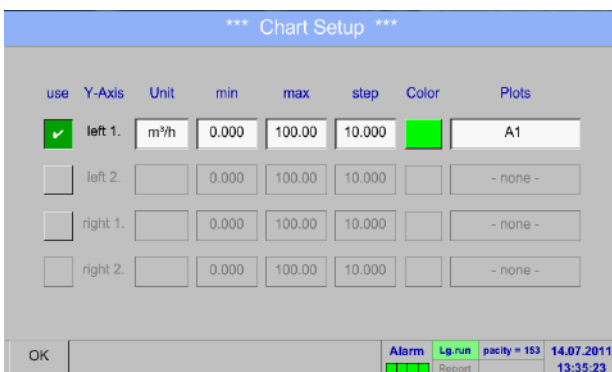 *** Chart Setup ***
use Y-Axis Unit min max step Color Plots
left 1. m³/h 0.000 100.00 10.000 A1
left 2. 0.000 100.00 10.000 - none -
right 1. 0.000 100.00 10.000 - none -
right 2. 0.000 100.00 10.000 - none -
OK Alarm Lg.run pacity = 153 14.07.2011
Report 13:35:23